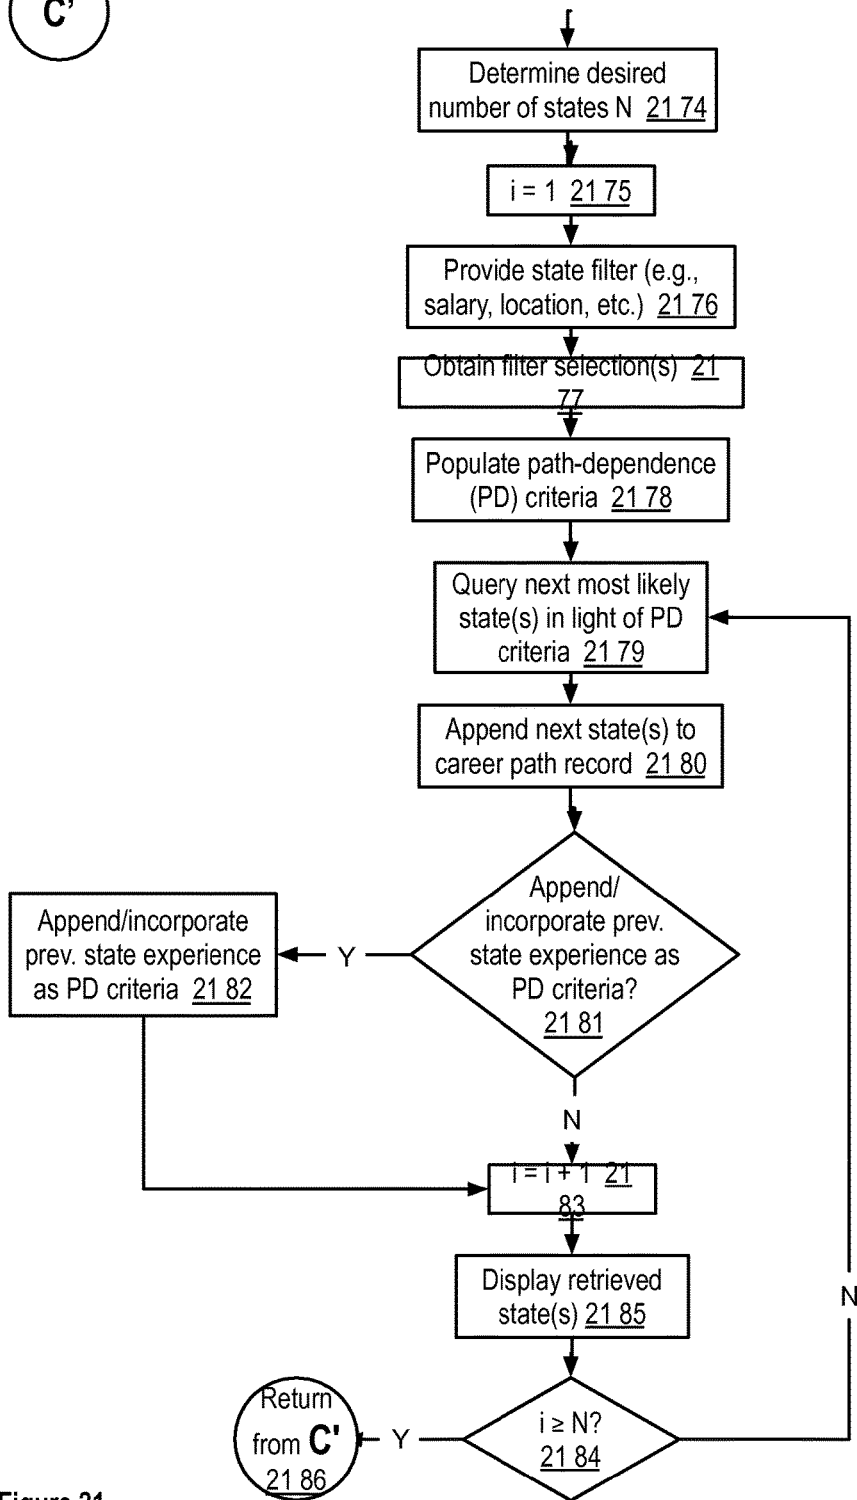 C'
Determine desired
number of states N 21 74
i = 1 21 75
Provide state filter (e.g.,
salary, location, etc.) 21 76
Obtain filter selection(s) 21
77
Populate path-dependence
(PD) criteria 21 78
Query next most likely
state(s) in light of PD
criteria 21 79
Append next state(s) to
career path record 21 80
Append/
incorporate prev.
state experience as
PD criteria?
21 81
Y
Append/incorporate
prev. state experience
as PD criteria 21 82
N
i = i + 1 21
83
Display retrieved
state(s) 21 85
N
i ≥ N?
21 84
Y
Return
from C'
21 86
Figure 21